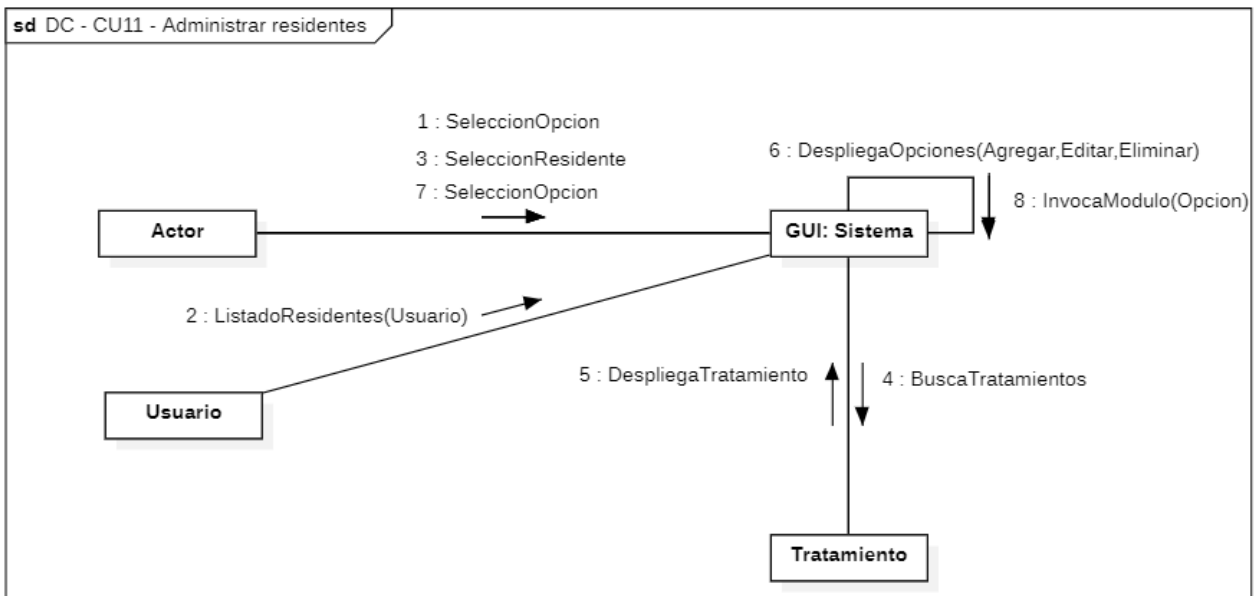 sd DC - CU11 - Administrar residentes
1 : SeleccionOpcion
3 : SeleccionResidente
7 : SeleccionOpcion
6 : DespliegaOpciones(Agregar,Editar,Eliminar)
8 : InvocaModulo(Opcion)
Actor
GUI: Sistema
2 : ListadoResidentes(Usuario)
5 : DespliegaTratamiento
4 : BuscaTratamientos
Usuario
Tratamiento